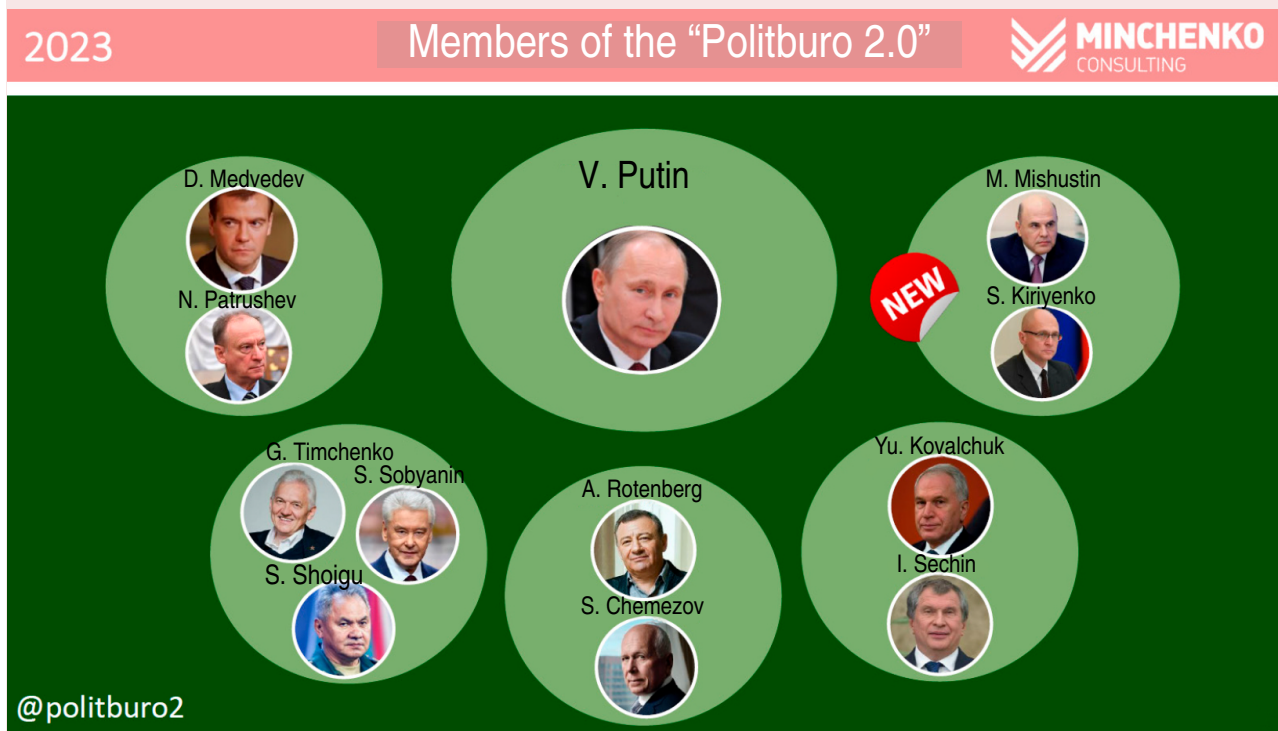 2023
Members of the “Politburo 2.0”
MINCHENKO
CONSULTING
D. Medvedev
N. Patrushev
V. Putin
M. Mishustin
NEW
S. Kiriyenko
G. Timchenko
S. Sobyanin
S. Shoigu
A. Rotenberg
S. Chemezov
Yu. Kovalchuk
I. Sechin
@politburo2